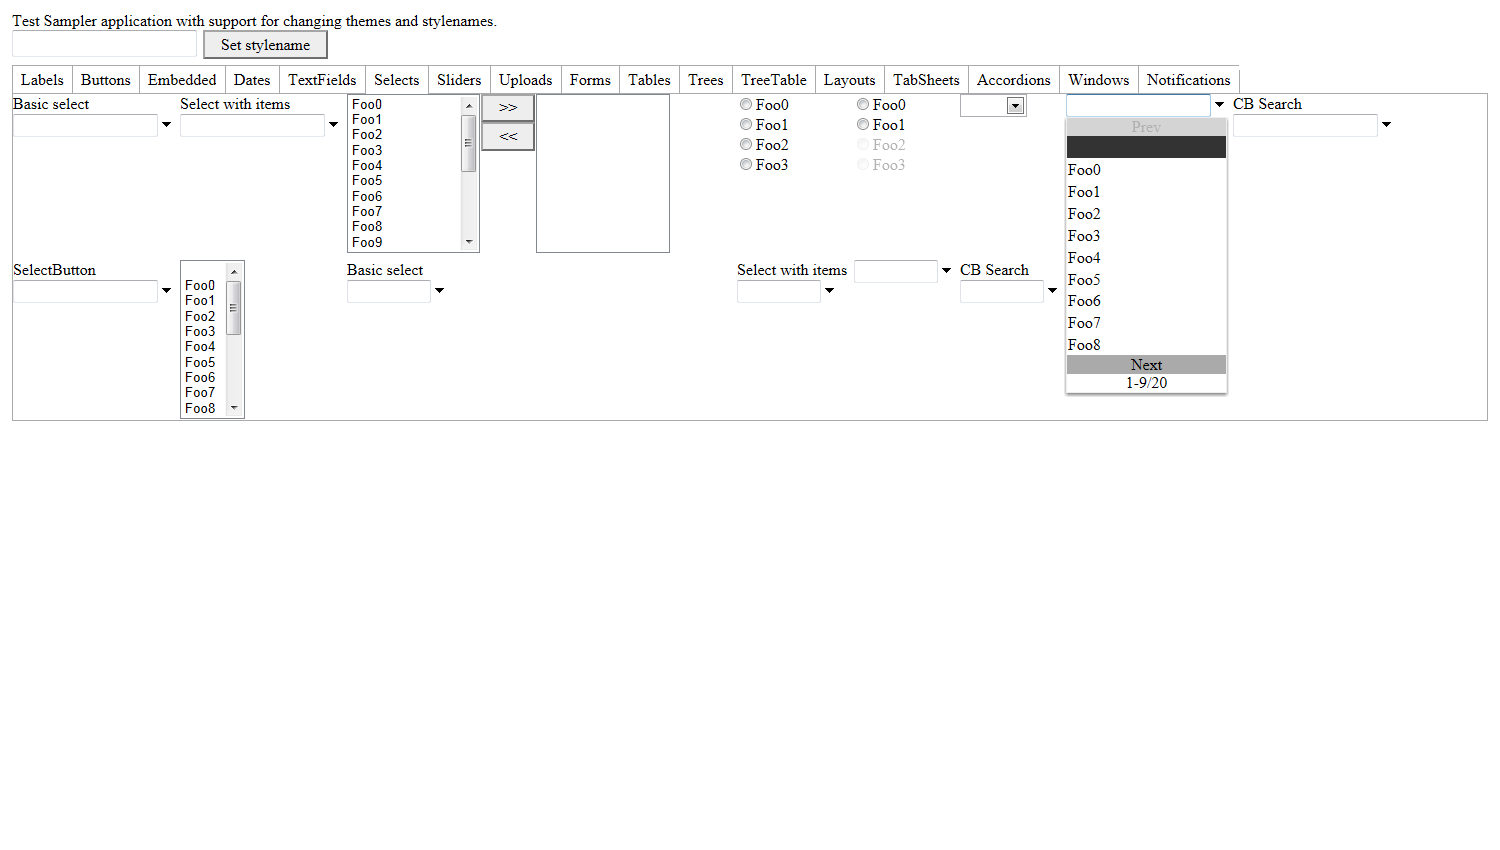 Test Sampler application with support for changing themes and stylenames.
Set stylename
Labels Buttons Embedded Dates TextFields Selects Sliders Uploads Forms Tables Trees TreeTable Layouts TabSheets Accordions Windows Notifications
Basic select
Select with items
Foo0
Foo1
Foo2
Foo3
Foo4
Foo5
Foo6
Foo7
Foo8
Foo9
>>
<<
Foo0
Foo1
Foo2
Foo3
Foo0
Foo1
Foo2
Foo3
Prev
Foo0
Foo1
Foo2
Foo3
Foo4
Foo5
Foo6
Foo7
Foo8
Next
1-9/20
CB Search
SelectButton
Foo0
Foo1
Foo2
Foo3
Foo4
Foo5
Foo6
Foo7
Foo8
Basic select
Select with items
CB Search